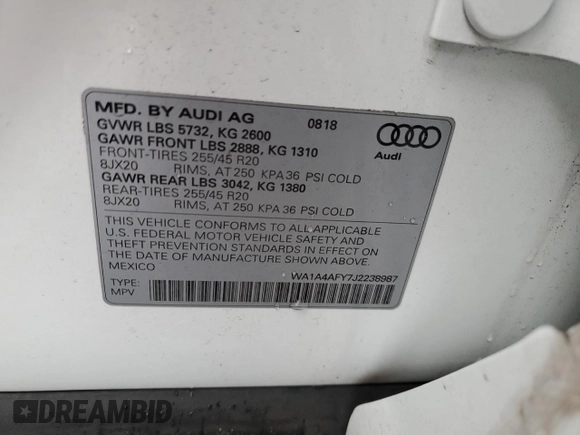 MFD. BY AUDI AG 0818
GVWR LBS 5732, KG 2600
GAWR FRONT LBS 2888, KG 1310
FRONT-TIRES 255/45 R20
8JX20 RIMS, AT 250 KPA 36 PSI COLD
GAWR REAR LBS 3042, KG 1380
REAR-TIRES 255/45 R20
8JX20 RIMS, AT 250 KPA 36 PSI COLD
Audi
THIS VEHICLE CONFORMS TO ALL APPLICABLE
U.S. FEDERAL MOTOR VEHICLE SAFETY AND
THEFT PREVENTION STANDARDS IN EFFECT ON
THE DATE OF MANUFACTURE SHOWN ABOVE.
MEXICO
WA1A4AFY7J2238987
TYPE:
MPV
DREAMBID